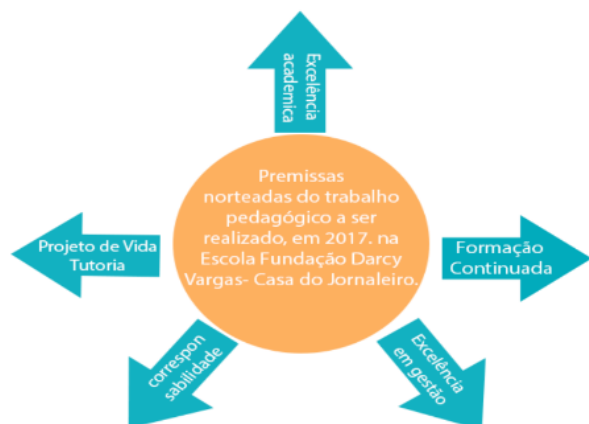 Excelência
academica
Premissas
norteadas do trabalho
pedagógico a ser
realizado, em 2017. na
Escola Fundação Darcy
Vargas- Casa do Jornaleiro.
Projeto de Vida
Tutoria
Formação
Continuada
correspon
sabilidade
Excelência
em gestão